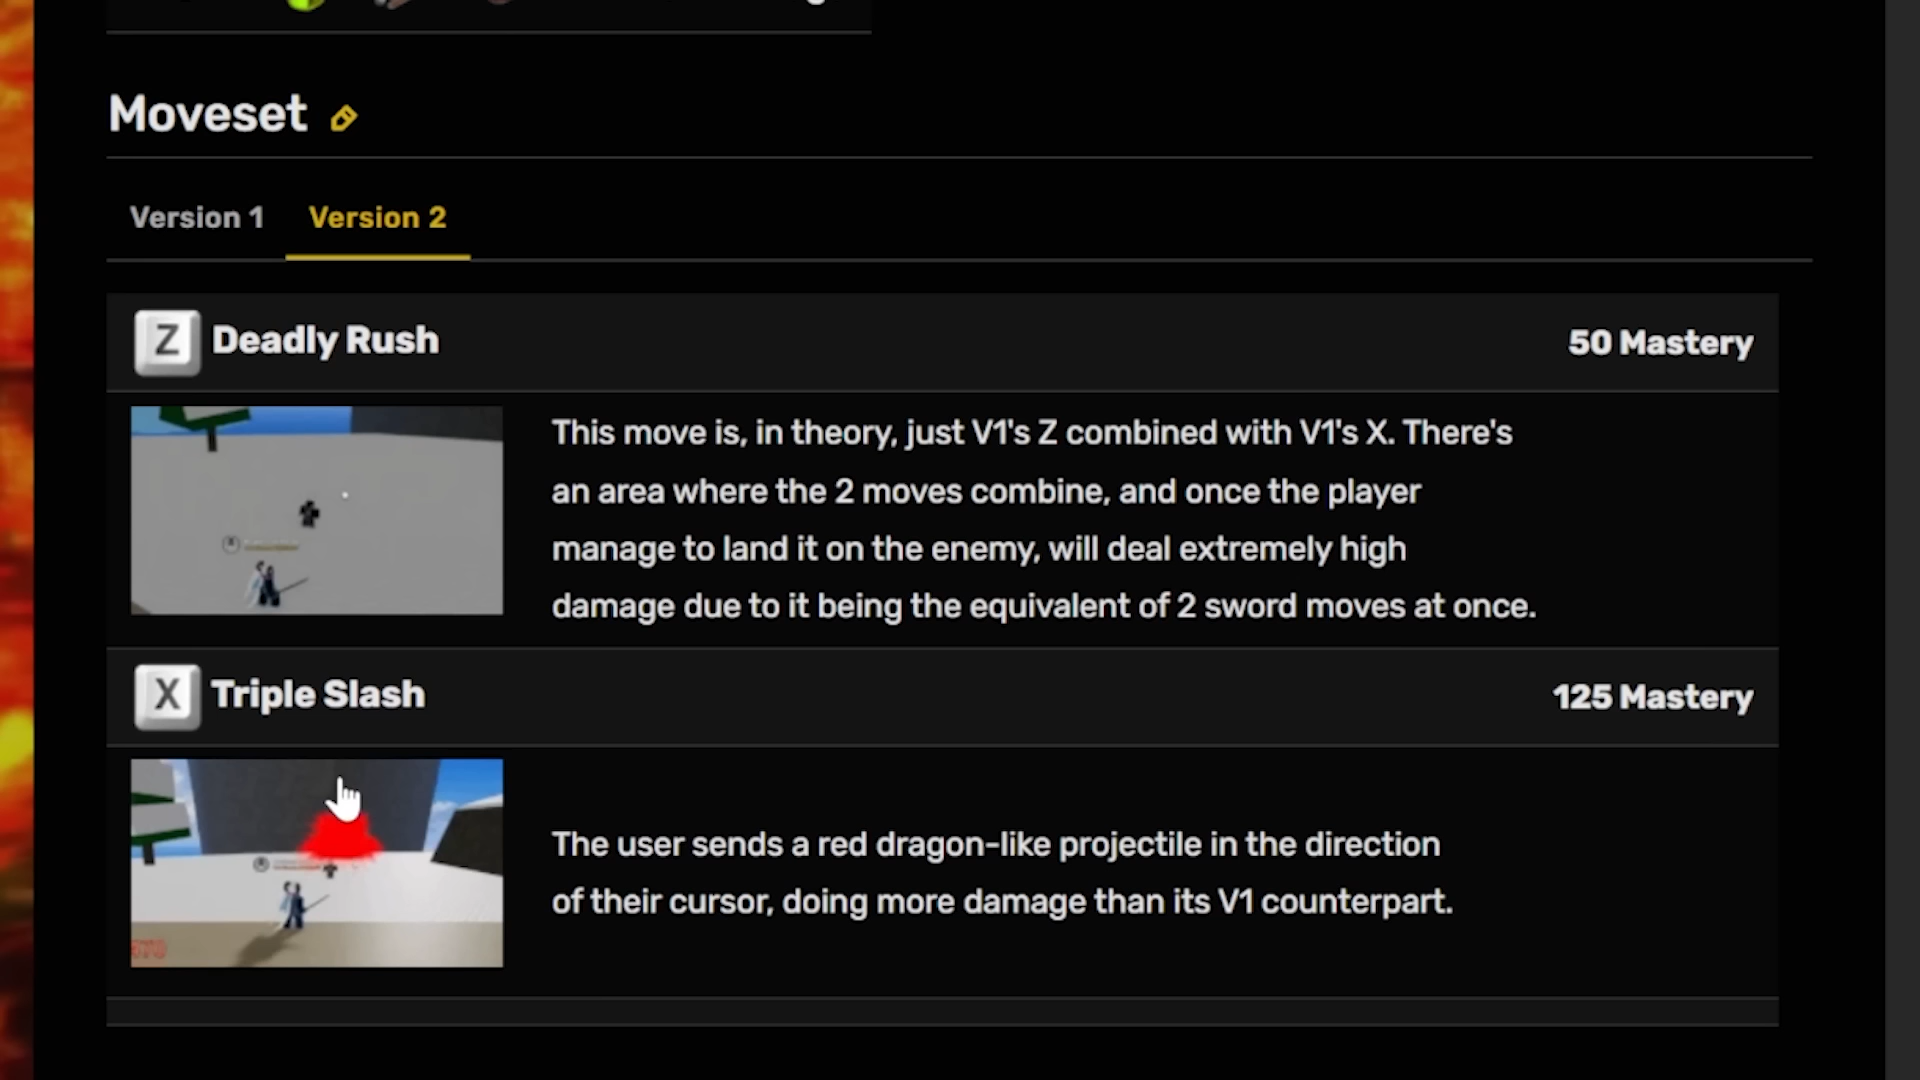 Moveset
Version 1 Version 2
Z Deadly Rush 50 Mastery
This move is, in theory, just V1's Z combined with V1's X. There's
an area where the 2 moves combine, and once the player
manage to land it on the enemy, will deal extremely high
damage due to it being the equivalent of 2 sword moves at once.
X Triple Slash 125 Mastery
The user sends a red dragon-like projectile in the direction
of their cursor, doing more damage than its V1 counterpart.